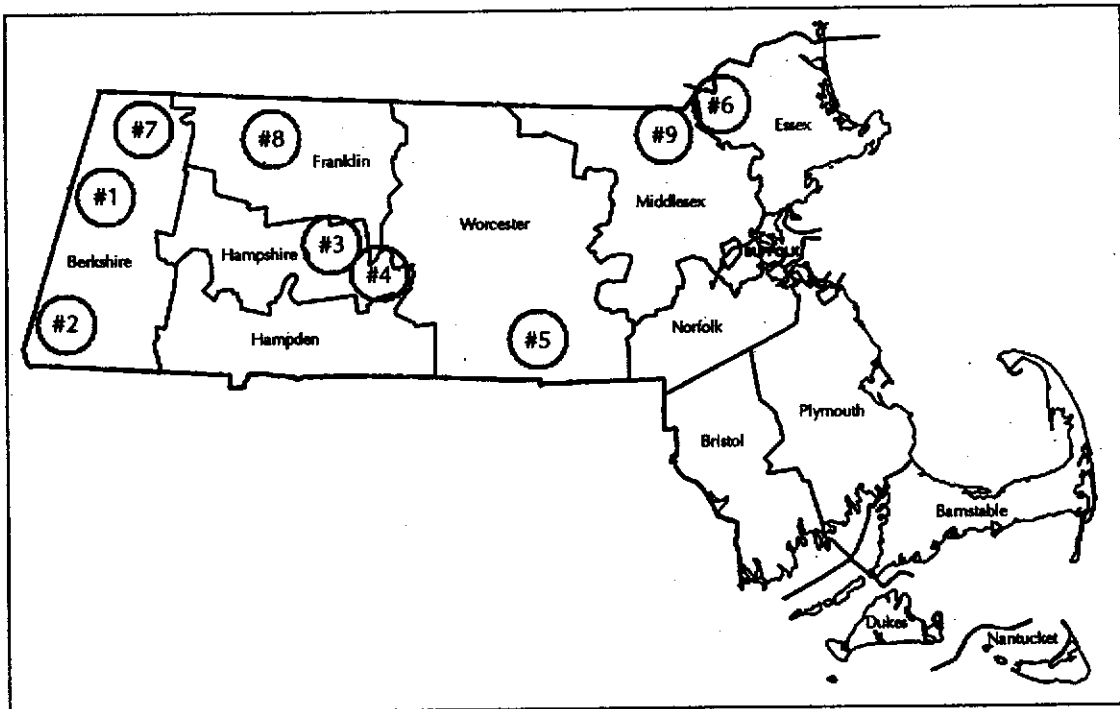 #7
#8
#9
#6
Essex
Franklin
#1
Middlesex
Worcester
#3
Hampshire
SUFFOLK
Berkshire
#4
#2
#5
Norfolk
Hampden
Plymouth
Bristol
Barnstable
Dukes
Nantucket